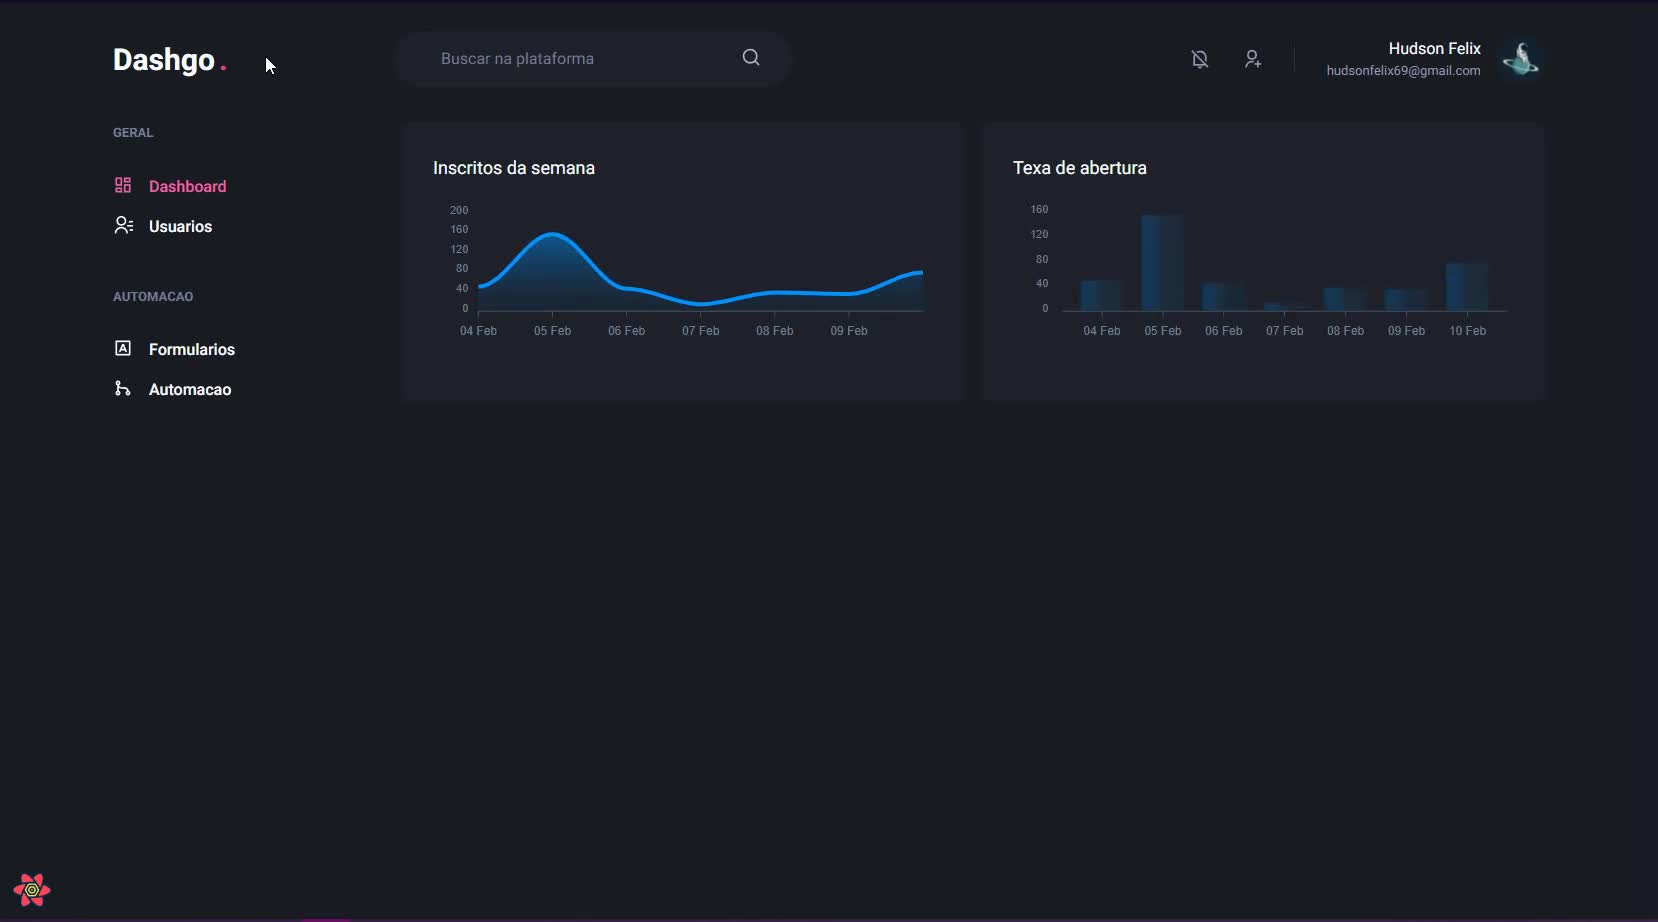 Dashgo.
Buscar na plataforma
Hudson Felix
hudsonfelix69@gmail.com
GERAL
Dashboard
Usuarios
AUTOMACAO
A Formularios
Automacao
Inscritos da semana
200
160
120
80
40
0
04 Feb 05 Feb 06 Feb 07 Feb 08 Feb 09 Feb
Texa de abertura
160
120
80
40
0
04 Feb 05 Feb 06 Feb 07 Feb 08 Feb 09 Feb 10 Feb